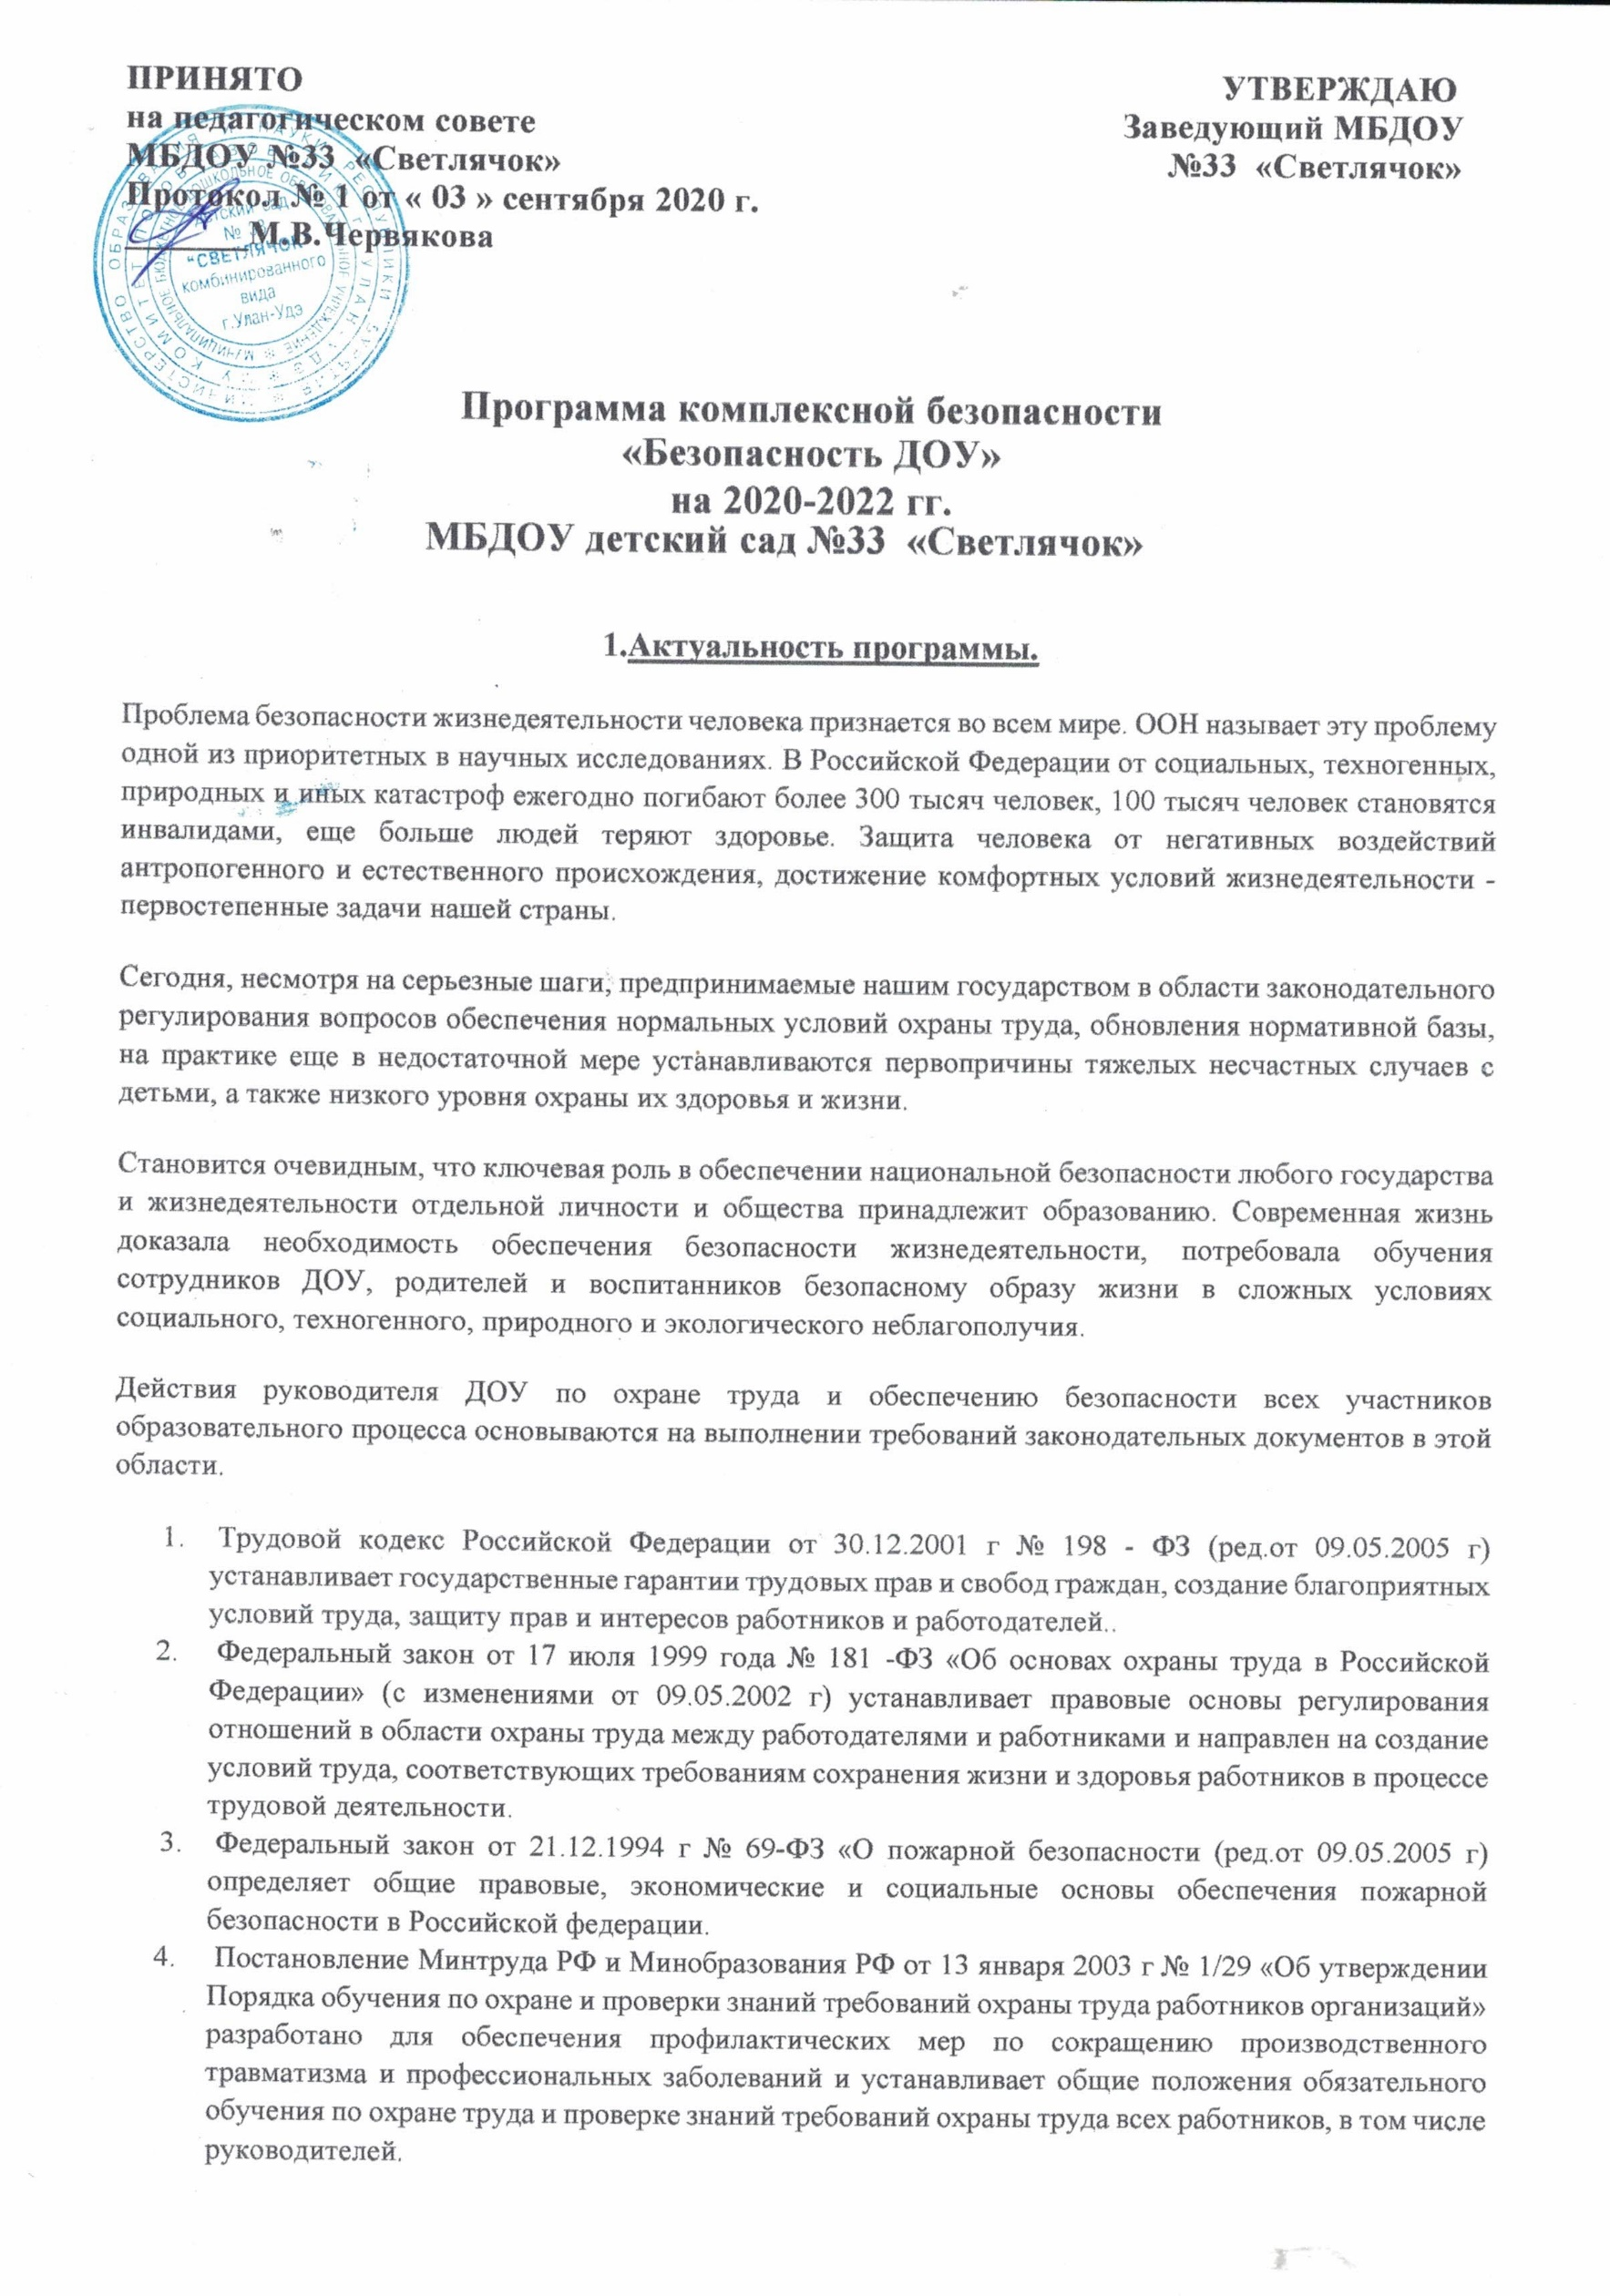 ПРИНЯТО
на педагогическом совете
МБДОУ №33 «Светлячок»
Протокол № 1 от « 03 » сентября 2020 г.
________М.В.Червякова
УТВЕРЖДАЮ
Заведующий МБДОУ
№33 «Светлячок»
детский сад
№ 33
"СВЕТЛЯЧОК"
комбинированного
вида
г.Улан-Удэ
Программа комплексной безопасности
«Безопасность ДОУ»
на 2020-2022 гг.
МБДОУ детский сад №33 «Светлячок»
1.Актуальность программы.
Проблема безопасности жизнедеятельности человека признается во всем мире. ООН называет эту проблему
одной из приоритетных в научных исследованиях. В Российской Федерации от социальных, техногенных,
природных и иных катастроф ежегодно погибают более 300 тысяч человек, 100 тысяч человек становятся
инвалидами, еще больше людей теряют здоровье. Защита человека от негативных воздействий
антропогенного и естественного происхождения, достижение комфортных условий жизнедеятельности -
первостепенные задачи нашей страны.
Сегодня, несмотря на серьезные шаги, предпринимаемые нашим государством в области законодательного
регулирования вопросов обеспечения нормальных условий охраны труда, обновления нормативной базы,
на практике еще в недостаточной мере устанавливаются первопричины тяжелых несчастных случаев с
детьми, а также низкого уровня охраны их здоровья и жизни.
Становится очевидным, что ключевая роль в обеспечении национальной безопасности любого государства
и жизнедеятельности отдельной личности и общества принадлежит образованию. Современная жизнь
доказала необходимость обеспечения безопасности жизнедеятельности, потребовала обучения
сотрудников ДОУ, родителей и воспитанников безопасному образу жизни в сложных условиях
социального, техногенного, природного и экологического неблагополучия.
Действия руководителя ДОУ по охране труда и обеспечению безопасности всех участников
образовательного процесса основываются на выполнении требований законодательных документов в этой
области.
1. Трудовой кодекс Российской Федерации от 30.12.2001 г № 198 - ФЗ (ред.от 09.05.2005 г)
устанавливает государственные гарантии трудовых прав и свобод граждан, создание благоприятных
условий труда, защиту прав и интересов работников и работодателей..
2. Федеральный закон от 17 июля 1999 года № 181 -ФЗ «Об основах охраны труда в Российской
Федерации» (с изменениями от 09.05.2002 г) устанавливает правовые основы регулирования
отношений в области охраны труда между работодателями и работниками и направлен на создание
условий труда, соответствующих требованиям сохранения жизни и здоровья работников в процессе
трудовой деятельности.
3. Федеральный закон от 21.12.1994 г № 69-ФЗ «О пожарной безопасности (ред.от 09.05.2005 г)
определяет общие правовые, экономические и социальные основы обеспечения пожарной
безопасности в Российской федерации.
4. Постановление Минтруда РФ и Минобразования РФ от 13 января 2003 г № 1/29 «Об утверждении
Порядка обучения по охране и проверки знаний требований охраны труда работников организаций»
разработано для обеспечения профилактических мер по сокращению производственного
травматизма и профессиональных заболеваний и устанавливает общие положения обязательного
обучения по охране труда и проверке знаний требований охраны труда всех работников, в том числе
руководителей.